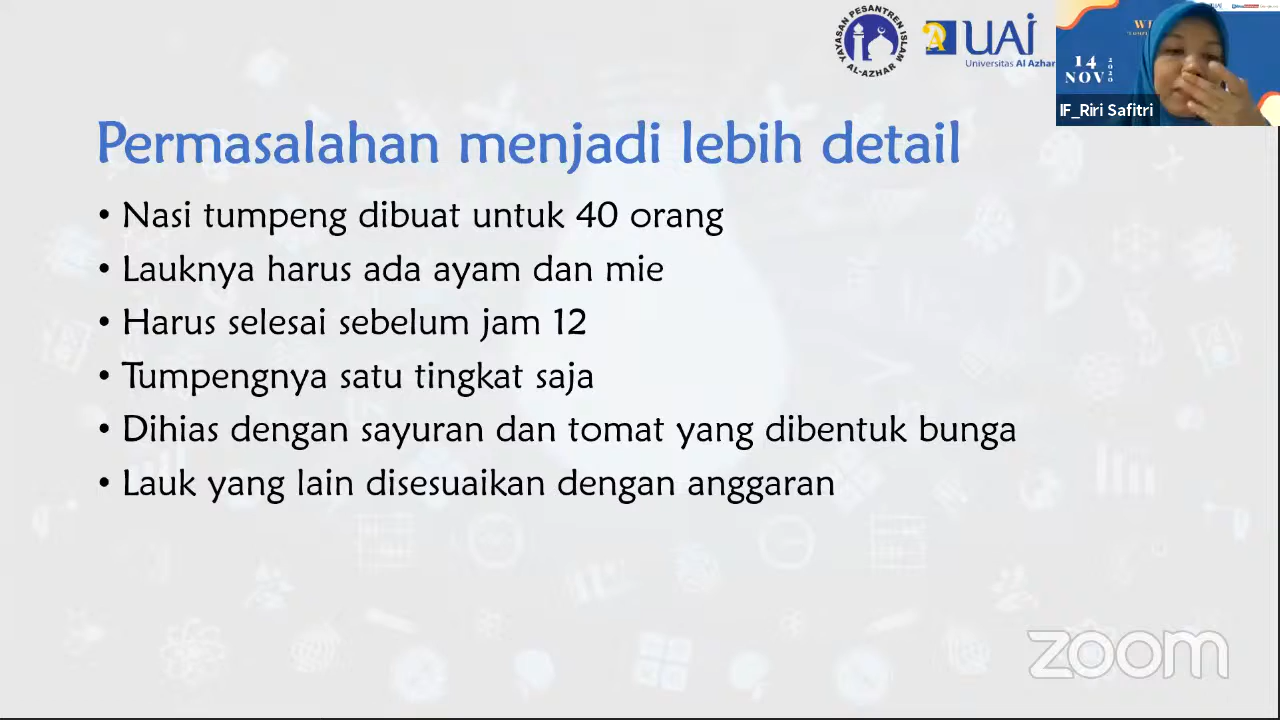 YAYASAN PESANTREN ISLAM
AL-AZHAR
UAI
Universitas Al Azhar
14
NOV
2020
IF_Riri Safitri
Permasalahan menjadi lebih detail
• Nasi tumpeng dibuat untuk 40 orang
• Lauknya harus ada ayam dan mie
• Harus selesai sebelum jam 12
• Tumpengnya satu tingkat saja
• Dihias dengan sayuran dan tomat yang dibentuk bunga
• Lauk yang lain disesuaikan dengan anggaran
zoom